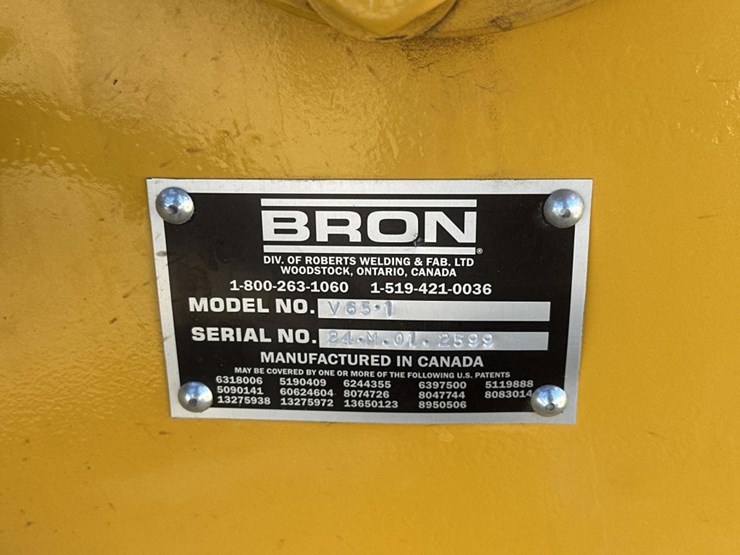 BRON®
DIV. OF ROBERTS WELDING & FAB. LTD
WOODSTOCK, ONTARIO, CANADA
1-800-263-1060 1-519-421-0036
MODEL NO. V65·1
SERIAL NO. 24.M.01.2599
MANUFACTURED IN CANADA
MAY BE COVERED BY ONE OR MORE OF THE FOLLOWING U.S. PATENTS
6318006 5190409 6244355 6397500 5119888
5090141 60624604 8074726 8047744 8083014
13275938 13275972 13650123 8950506